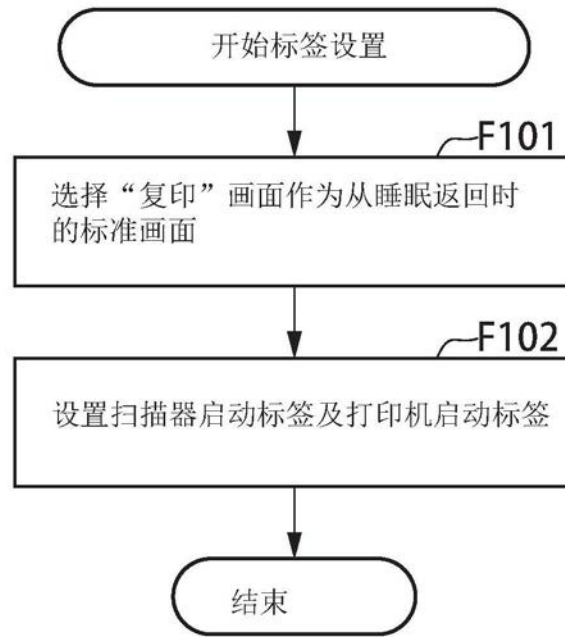 开始标签设置
F101
选择“复印”画面作为从睡眠返回时
的标准画面
F102
设置扫描器启动标签及打印机启动标签
结束